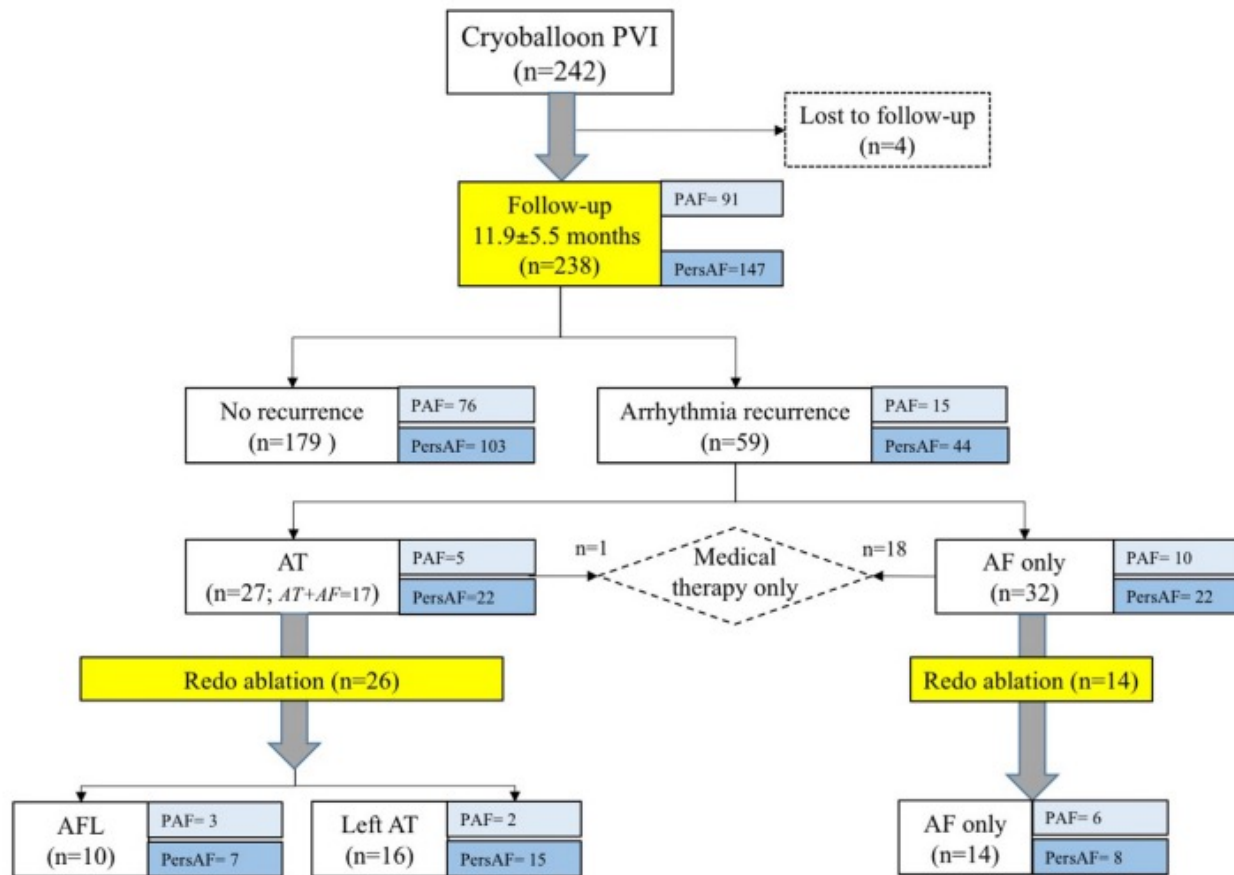 Cryoballoon PVI
(n=242)
Lost to follow-up
(n=4)
Follow-up
11.9±5.5 months
(n=238)
PAF= 91
PersAF=147
No recurrence
(n=179 )
PAF= 76
PersAF= 103
Arrhythmia recurrence
(n=59)
PAF= 15
PersAF= 44
AT
(n=27; AT+AF=17)
PAF=5
PersAF=22
n=1
Medical
therapy only
n=18
AF only
(n=32)
PAF= 10
PersAF= 22
Redo ablation (n=26)
Redo ablation (n=14)
AFL
(n=10)
PAF= 3
PersAF= 7
Left AT
(n=16)
PAF= 2
PersAF= 15
AF only
(n=14)
PAF= 6
PersAF= 8